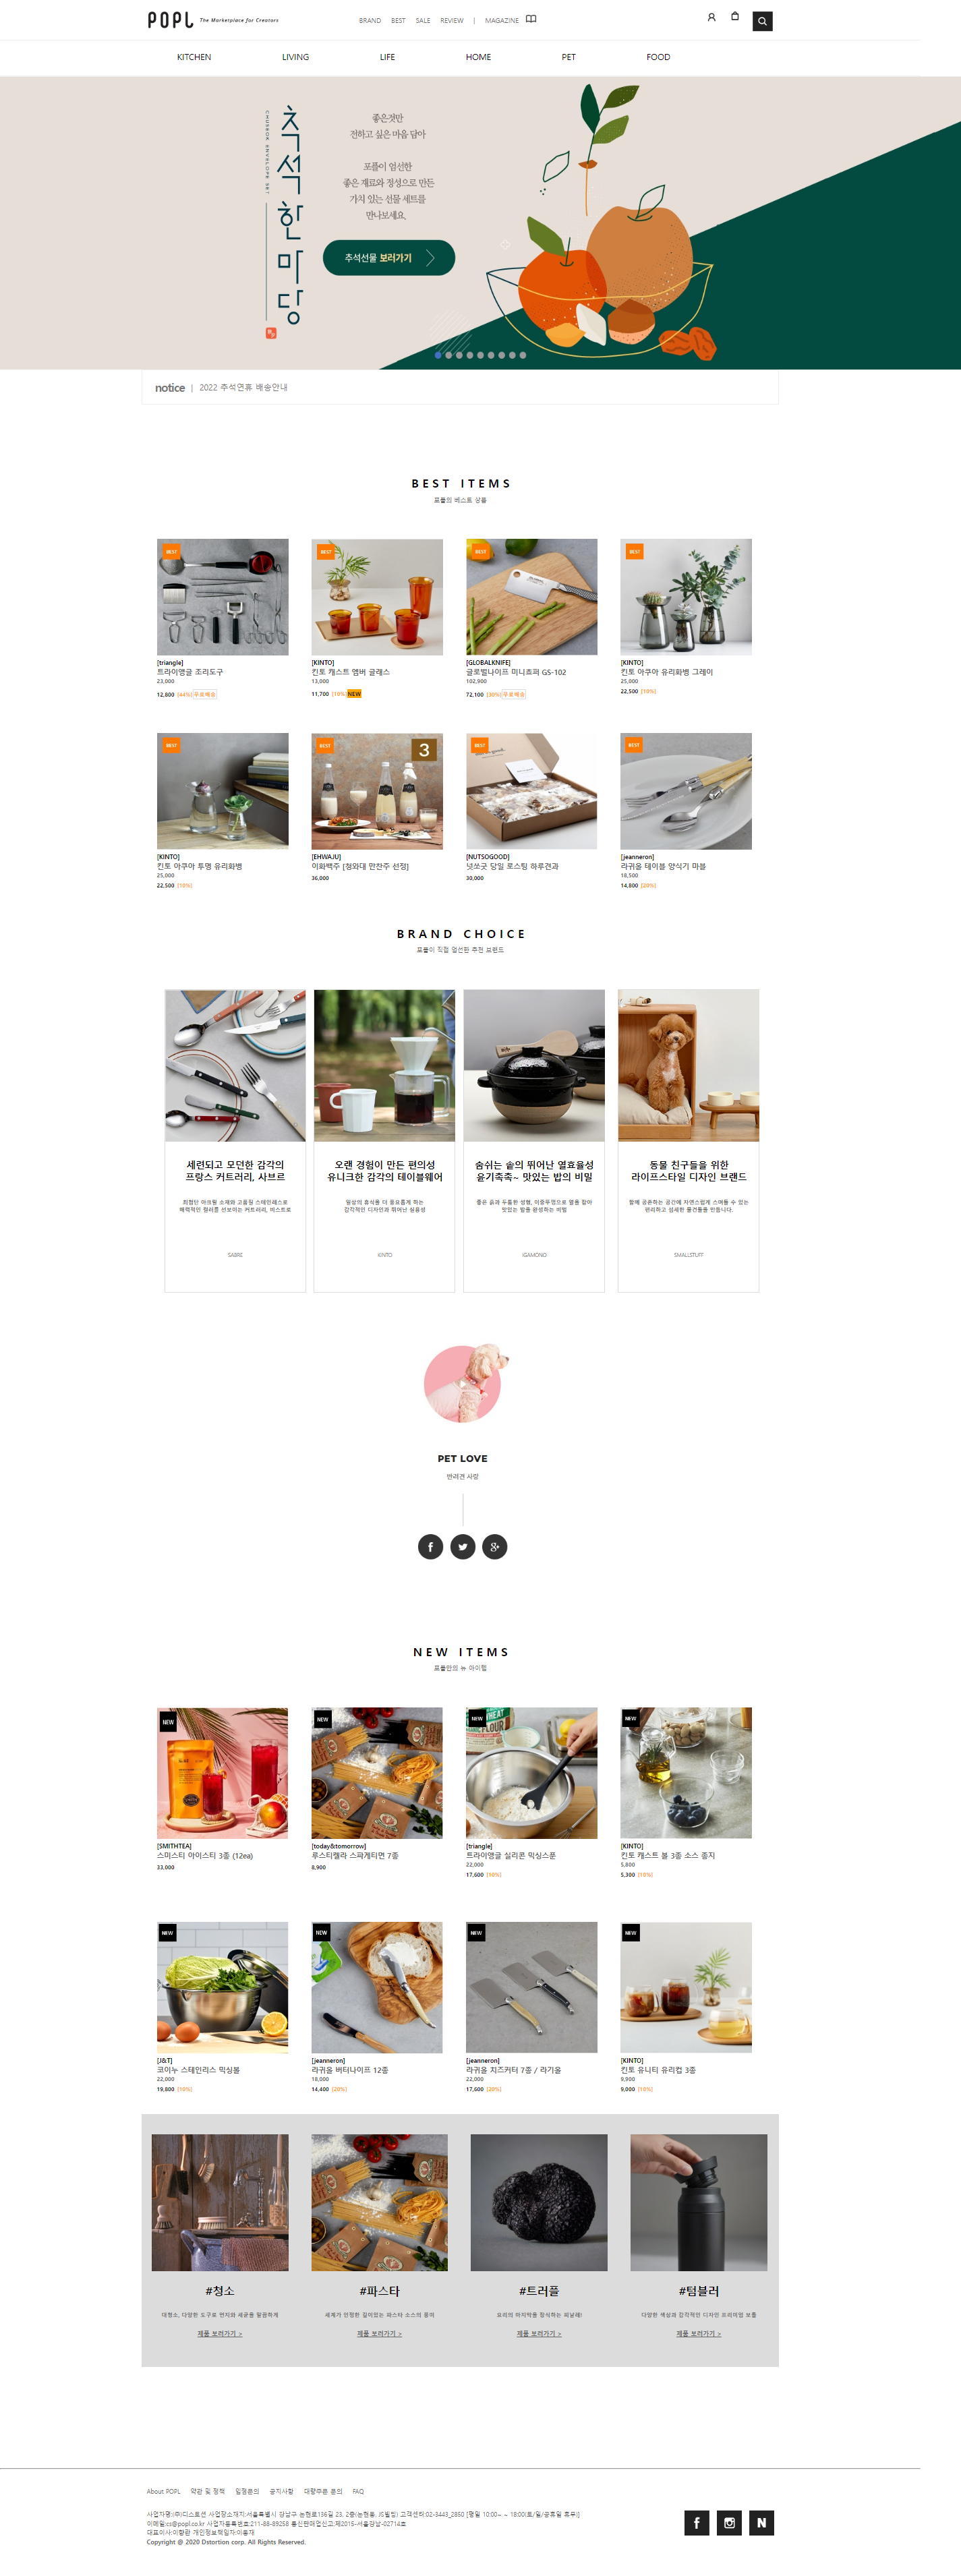 POPL The Marketplace for Creators
BRAND BEST SALE REVIEW | MAGAZINE
KITCHEN LIVING LIFE HOME PET FOOD
추석한마당
좋은것만
전하고 싶은 마음 담아
포플이 엄선한
좋은 재료와 정성으로 만든
가치 있는 선물 세트를
만나보세요.
추석선물 보러가기
notice | 2022 추석연휴 배송안내
BEST ITEMS
포플의 베스트 상품
BEST BEST BEST BEST
[triangle] [KINTO] [GLOBALKNIFE] [KINTO]
트라이앵글 조리도구 킨토 캐스트 엠버 글래스 글로벌나이프 미니쵸퍼 GS-102 킨토 아쿠아 유리화병 그레이
23,000 13,000 102,900 25,000
12,800 [44%] 무료배송 11,700 [10%] NEW 72,100 [30%] 무료배송 22,500 [10%]
BEST BEST 3 BEST BEST
[KINTO] [EHWAJU] [NUTSOGOOD] [jeanneron]
킨토 아쿠아 투명 유리화병 이화백주 [청와대 만찬주 선정] 넛쏘굿 당일 로스팅 하루견과 라귀올 테이블 양식기 마블
25,000 36,000 30,000 18,500
22,500 [10%] 14,800 [20%]
BRAND CHOICE
포플이 직접 엄선한 추천 브랜드
세련되고 모던한 감각의
프랑스 커트러리, 사브르
최첨단 아크릴 소재와 고품질 스테인레스로
매력적인 컬러를 선보이는 커트러리, 비스트로
SABRE
오랜 경험이 만든 편의성
유니크한 감각의 테이블웨어
일상의 휴식을 더 풍요롭게 하는
감각적인 디자인과 뛰어난 실용성
KINTO
숨쉬는 솥의 뛰어난 열효율성
윤기촉촉~ 맛있는 밥의 비밀
좋은 흙과 두툼한 성형, 이중뚜껑으로 열을 잡아
맛있는 밥을 완성하는 비법
IGAMONO
동물 친구들을 위한
라이프스타일 디자인 브랜드
함께 공존하는 공간에 자연스럽게 스며들 수 있는
편리하고 섬세한 물건들을 만듭니다.
SMALLSTUFF
PET LOVE
반려견 사랑
NEW ITEMS
포플만의 뉴 아이템
NEW NEW NEW NEW
[SMITHTEA] [today&tomorrow] [triangle] [KINTO]
스미스티 아이스티 3종 (12ea) 루스티켈라 스파게티면 7종 트라이앵글 실리콘 믹싱스푼 킨토 캐스트 볼 3종 소스 종지
33,000 8,900 22,000 5,800
17,600 [10%] 5,300 [10%]
NEW NEW NEW NEW
[J&T] [jeanneron] [jeanneron] [KINTO]
코이누 스테인리스 믹싱볼 라귀올 버터나이프 12종 라귀올 치즈커터 7종 / 라기올 킨토 유니티 유리컵 3종
22,000 18,000 22,000 9,900
19,800 [10%] 14,400 [20%] 17,600 [20%] 9,000 [10%]
#청소 #파스타 #트러플 #텀블러
대청소, 다양한 도구로 먼지와 세균을 말끔하게
세계가 인정한 깊이있는 파스타 소스의 풍미
요리의 마지막을 장식하는 피날레!
다양한 색상과 감각적인 디자인 프리미엄 보틀
제품 보러가기 > 제품 보러가기 > 제품 보러가기 > 제품 보러가기 >
About POPL 약관 및 정책 입점문의 공지사항 대량주문 문의 FAQ
사업자명:(주)디스토션 사업장소재지:서울특별시 강남구 논현로136길 23, 2층(논현동, JS빌딩) 고객센터:02-3443_2850 [평일 10:00~ ~ 18:00(토/일/공휴일 휴무)]
이메일:cs@popl.co.kr 사업자등록번호:211-88-89258 통신판매업신고:제2015-서울강남-02714호
대표이사:이향관 개인정보책임자:이동재
Copyright @ 2020 Dstortion corp. All Rights Reserved.